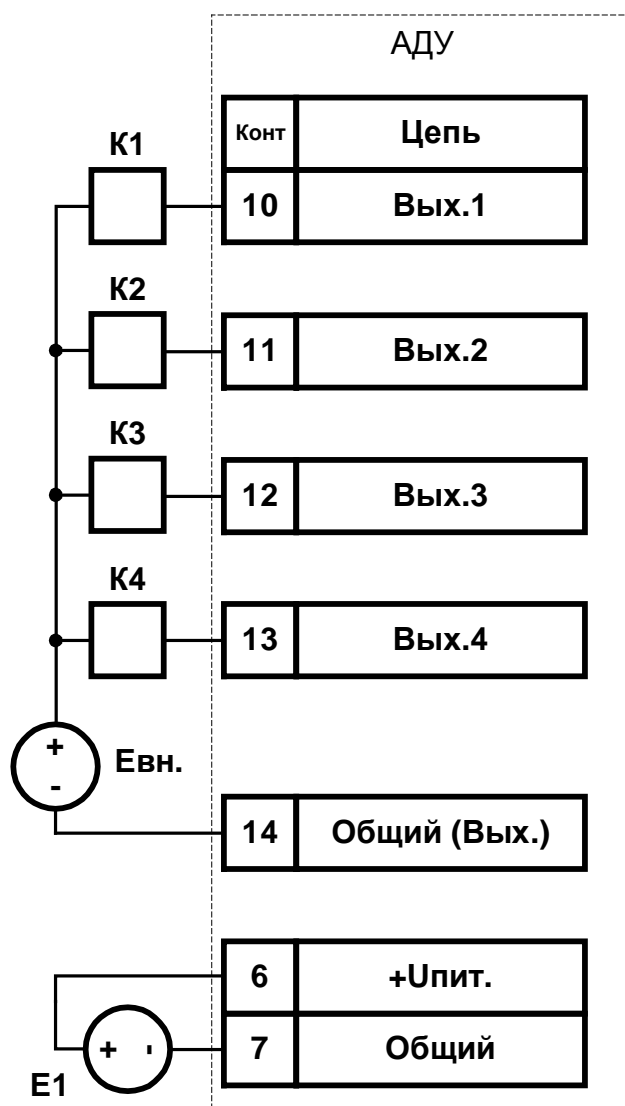 АДУ
Конт Цепь
К1
10 Вых.1
К2
11 Вых.2
К3
12 Вых.3
К4
13 Вых.4
+
-
Евн.
14 Общий (Вых.)
6 +Uпит.
+ -
7 Общий
Е1